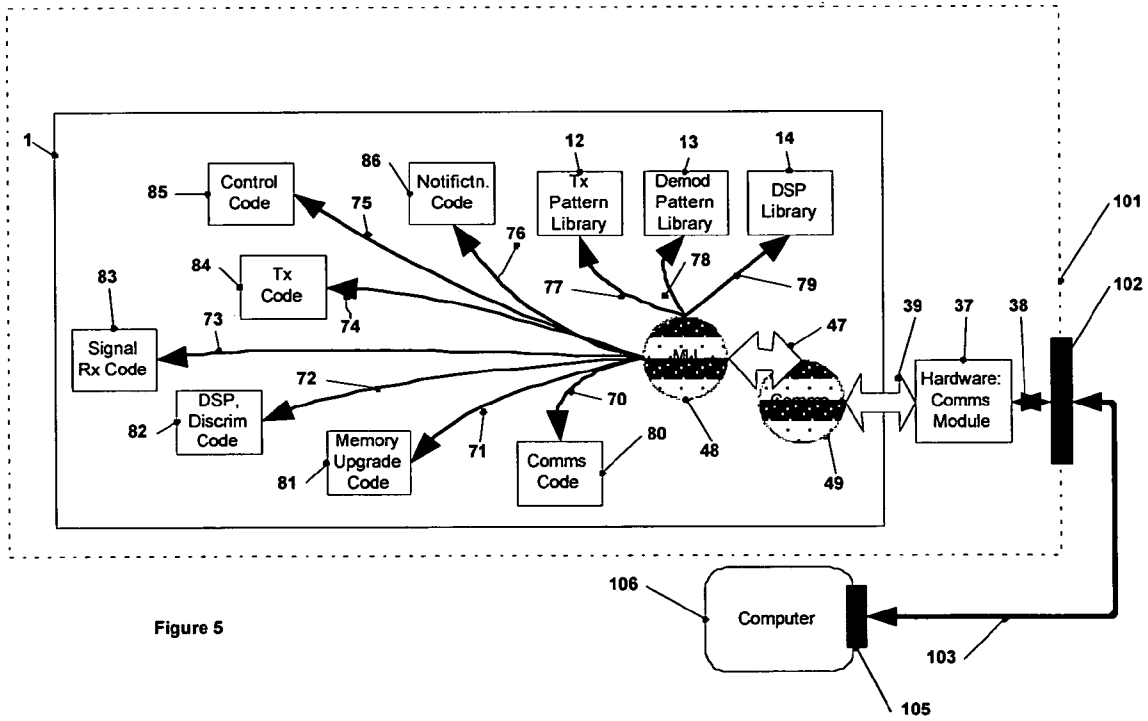 1
85
Control
Code
75
86
Notifictn.
Code
76
12
Tx
Pattern
Library
13
Demod
Pattern
Library
14
DSP
Library
101
102
84
Tx
Code
74
77
78
79
83
Signal
Rx Code
73
47
39
37
38
Hardware:
Comms
Module
72
82
DSP,
Discrim
Code
71
81
Memory
Upgrade
Code
70
80
Comms
Code
48
49
106
Computer
105
103
Figure 5